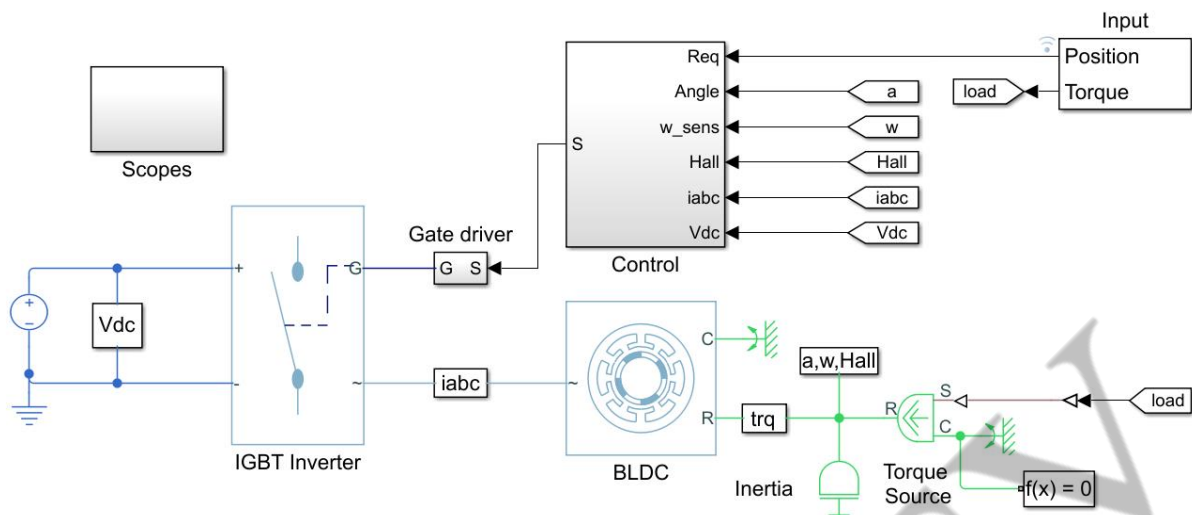 Input
Position
Torque
load
Req
Angle
w_sens
Hall
iabc
Vdc
S
a
w
Hall
iabc
Vdc
Control
Scopes
Gate driver
G S
+
G
-
~
IGBT Inverter
+
-
Vdc
iabc
~
C
R
BLDC
trq
a,w,Hall
Inertia
R
S
C
Torque
Source
load
f(x) = 0